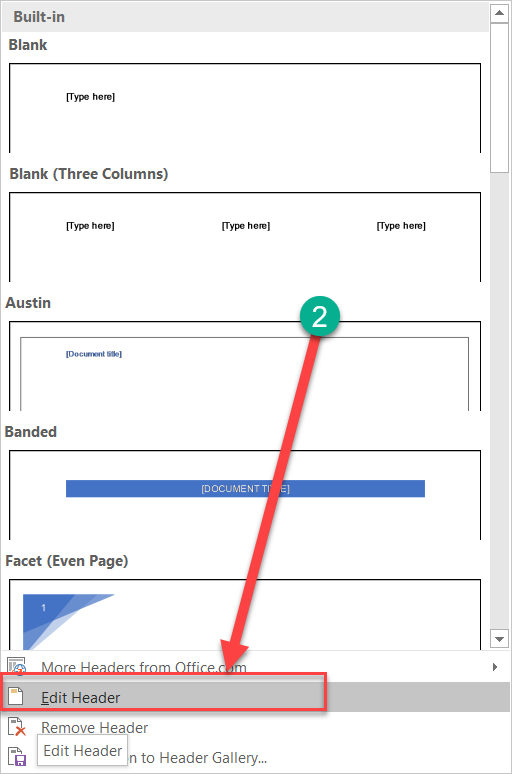 Built-in
Blank
[Type here]
Blank (Three Columns)
[Type here] [Type here] [Type here]
Austin
2
[Document title]
Banded
[DOCUMENT TITLE]
Facet (Even Page)
1
More Headers from Office.com
Edit Header
Remove Header
Edit Header
on to Header Gallery...